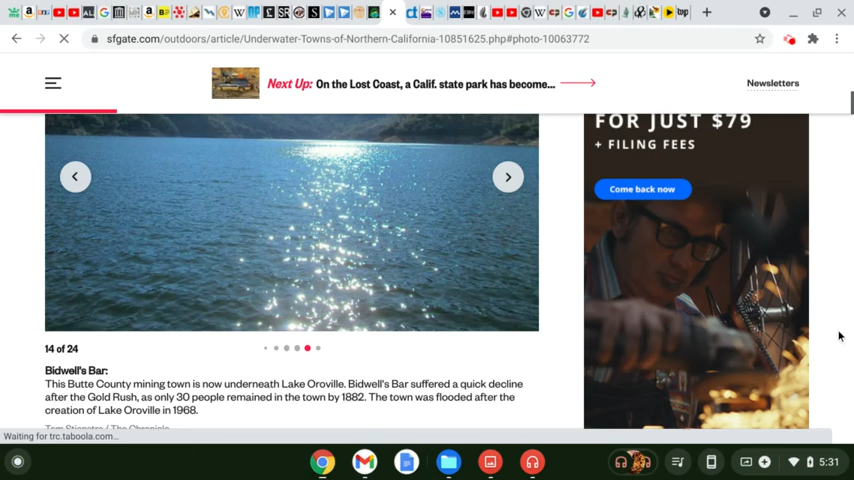 sfgate.com/outdoors/article/Underwater-Towns-of-Northern-California-10851625.php#photo-10063772
Next Up: On the Lost Coast, a Calif. state park has become...
Newsletters
FOR JUST $79
+ FILING FEES
Come back now
14 of 24
Bidwell's Bar:
This Butte County mining town is now underneath Lake Oroville. Bidwell's Bar suffered a quick decline
after the Gold Rush, as only 30 people remained in the town by 1882. The town was flooded after the
creation of Lake Oroville in 1968.
Tom Stienstra / The Chronicle
Waiting for trc.taboola.com...
5:31